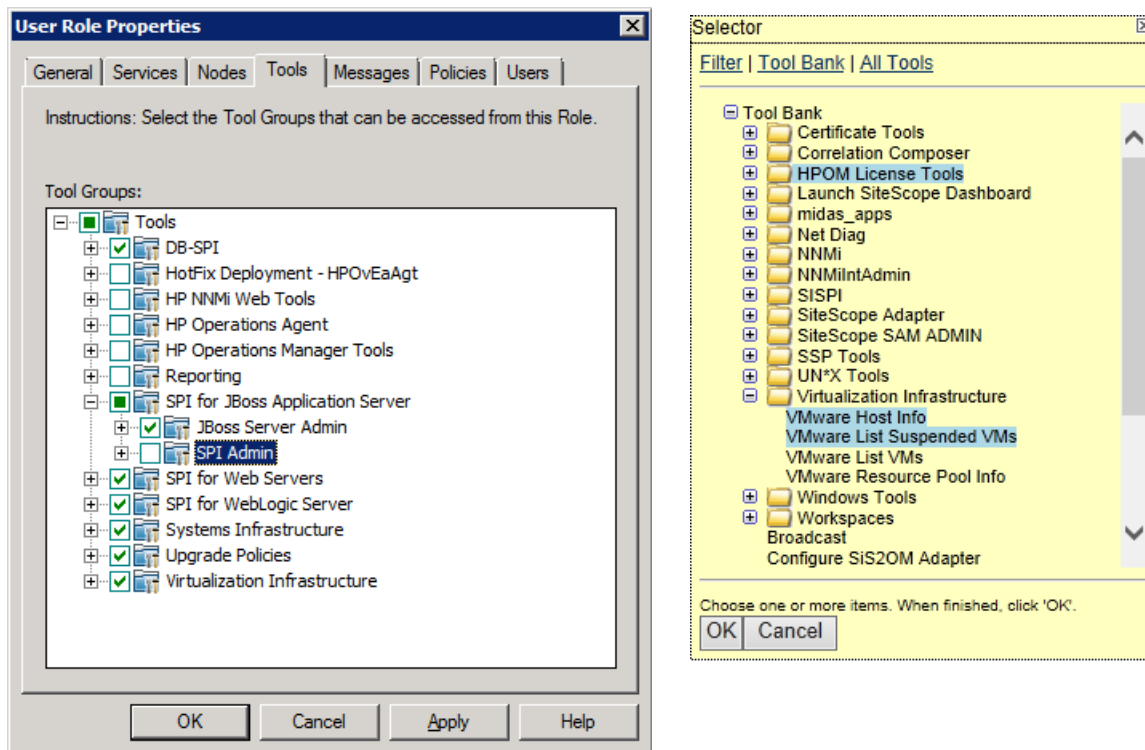 User Role Properties
General Services Nodes Tools Messages Policies Users
Instructions: Select the Tool Groups that can be accessed from this Role.
Tool Groups:
Tools
DB-SPI
HotFix Deployment - HPOvEaAgt
HP NNMi Web Tools
HP Operations Agent
HP Operations Manager Tools
Reporting
SPI for JBoss Application Server
JBoss Server Admin
SPI Admin
SPI for Web Servers
SPI for WebLogic Server
Systems Infrastructure
Upgrade Policies
Virtualization Infrastructure
OK Cancel Apply Help
Selector
Filter | Tool Bank | All Tools
Tool Bank
Certificate Tools
Correlation Composer
HPOM License Tools
Launch SiteScope Dashboard
midas_apps
Net Diag
NNMi
NNMiIntAdmin
SISPI
SiteScope Adapter
SiteScope SAM ADMIN
SSP Tools
UN*X Tools
Virtualization Infrastructure
VMware Host Info
VMware List Suspended VMs
VMware List VMs
VMware Resource Pool Info
Windows Tools
Workspaces
Broadcast
Configure SiS2OM Adapter
Choose one or more items. When finished, click 'OK'.
OK Cancel